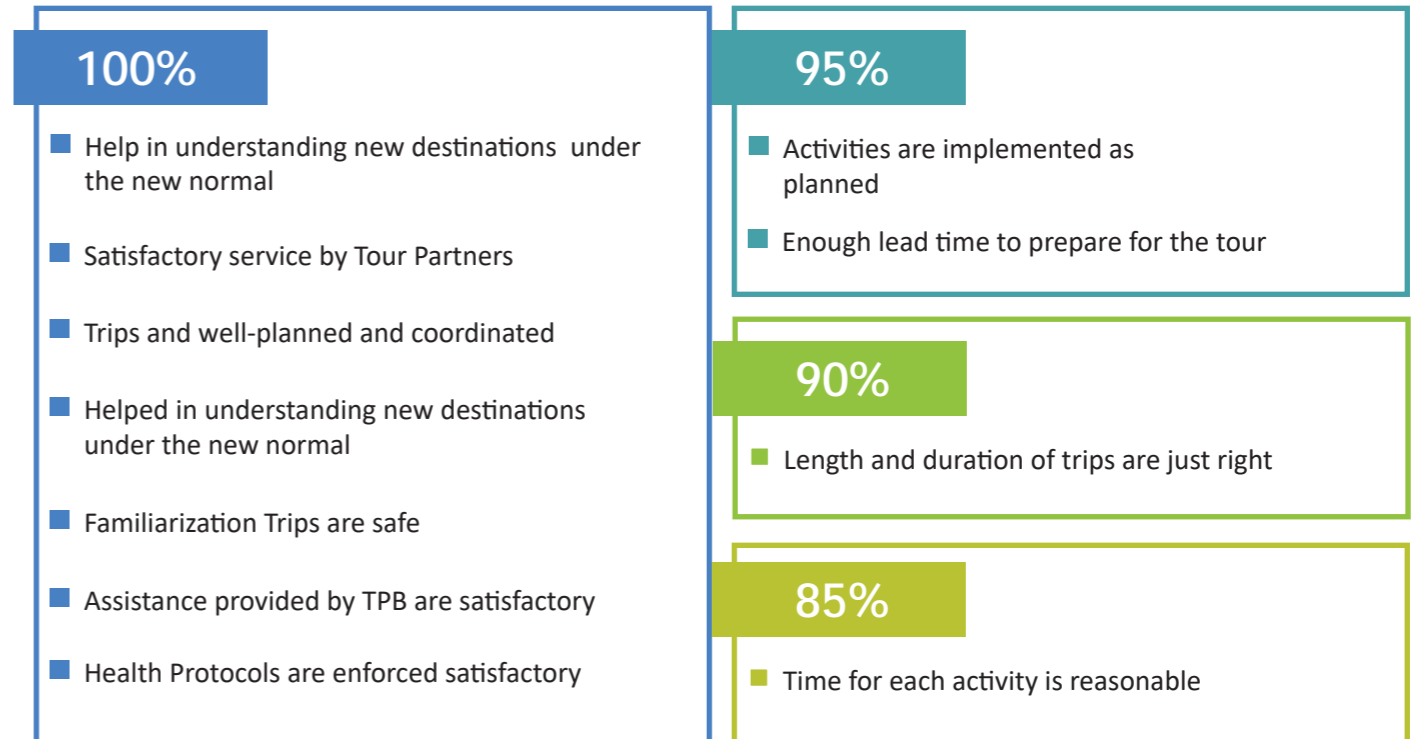 100%
Help in understanding new destinations under
the new normal
Satisfactory service by Tour Partners
Trips and well-planned and coordinated
Helped in understanding new destinations
under the new normal
Familiarization Trips are safe
Assistance provided by TPB are satisfactory
Health Protocols are enforced satisfactory
95%
Activities are implemented as
planned
Enough lead time to prepare for the tour
90%
Length and duration of trips are just right
85%
Time for each activity is reasonable